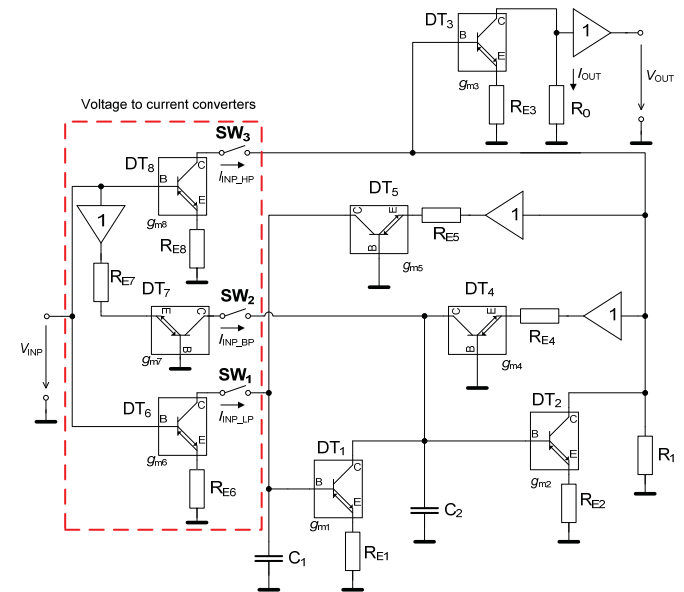 DT3
C
B
E
gm3
RE3
1
IOUT
R0
VOUT
Voltage to current converters
SW3
DT8
C
B
E
gm8
IINP_HP
RE8
1
RE7
DT5
C
E
B
gm5
RE5
1
DT7
E
C
B
gm7
SW2
IINP_BP
DT4
C
E
B
gm4
RE4
1
VINP
SW1
IINP_LP
DT6
C
B
E
gm6
RE6
DT1
C
B
E
gm1
RE1
DT2
C
B
E
gm2
RE2
R1
C2
C1